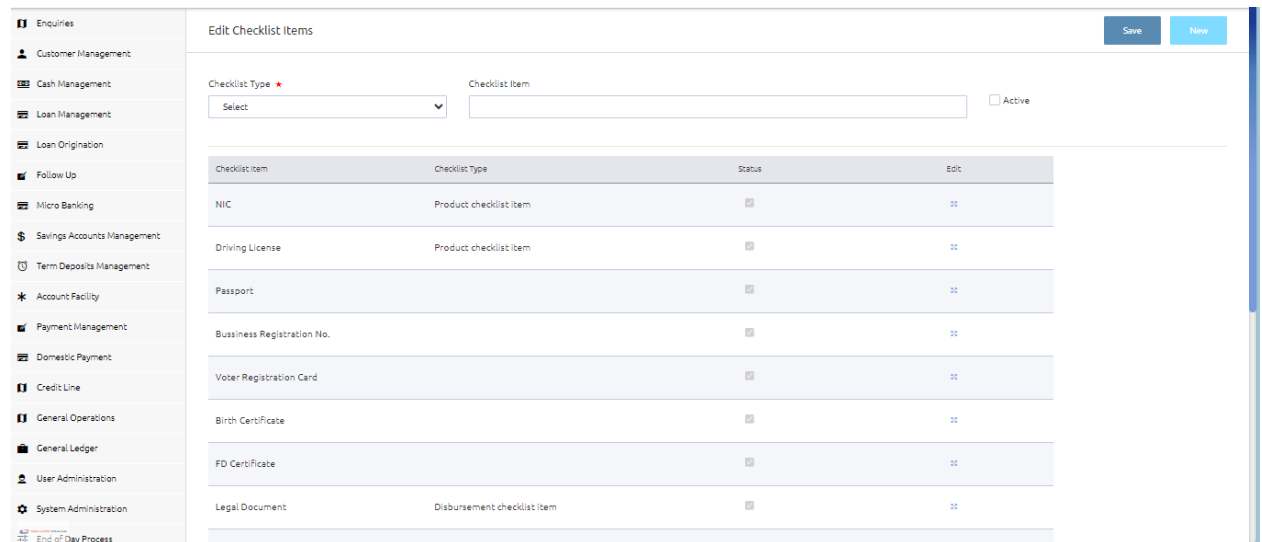 Enquiries
Customer Management
Cash Management
Loan Management
Loan Origination
Follow Up
Micro Banking
Savings Accounts Management
Term Deposits Management
Account Facility
Payment Management
Domestic Payment
Credit Line
General Operations
General Ledger
User Administration
System Administration
End of Day Process
Edit Checklist Items
Save New
Checklist Type ★ Checklist Item
Select
Active
Checklist Item Checklist Type Status Edit
NIC Product checklist item
Driving License Product checklist item
Passport
Bussiness Registration No.
Voter Registration Card
Birth Certificate
FD Certificate
Legal Document Disbursement checklist item